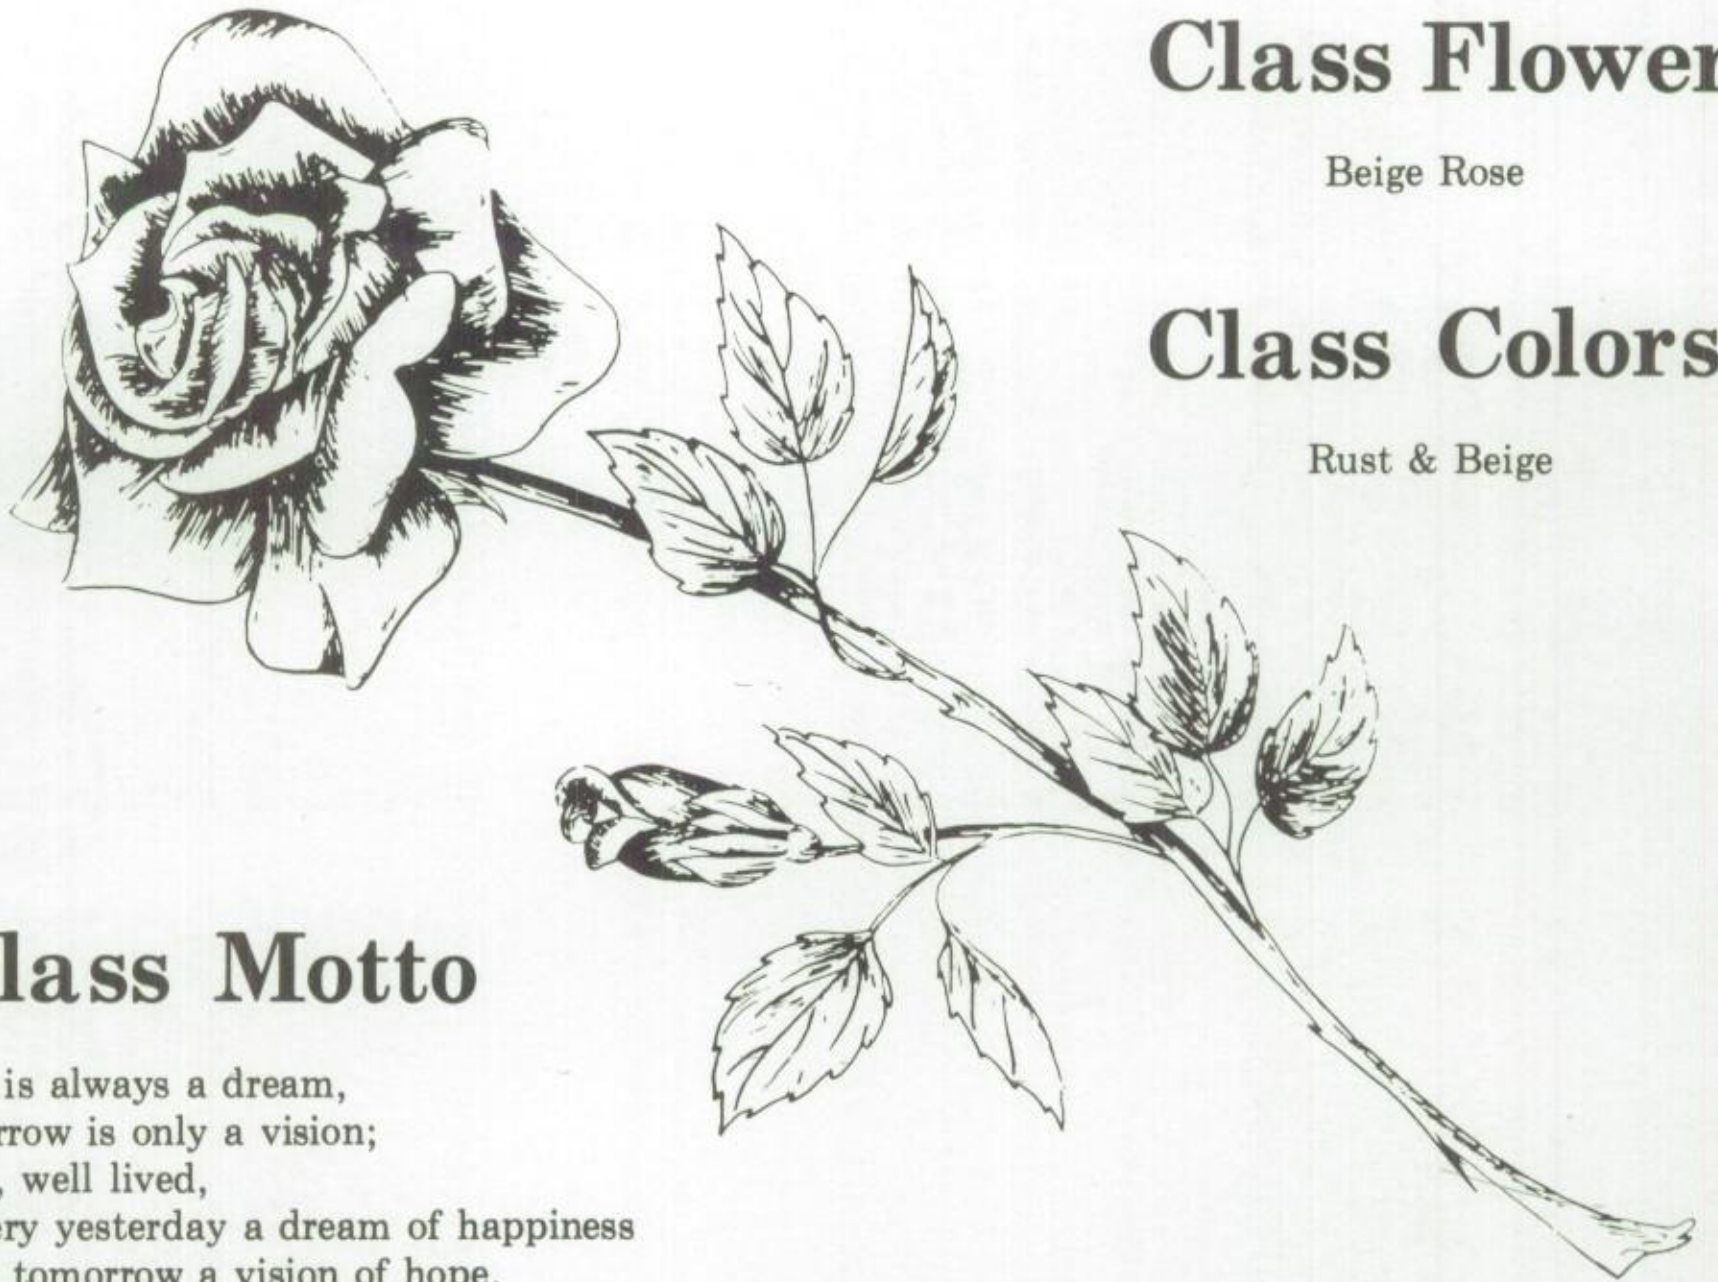 Class Flower
Beige Rose
Class Colors
Rust & Beige
lass Motto
is always a dream,
rrow is only a vision;
, well lived,
ery yesterday a dream of happiness
tomorrow a vision of hope.